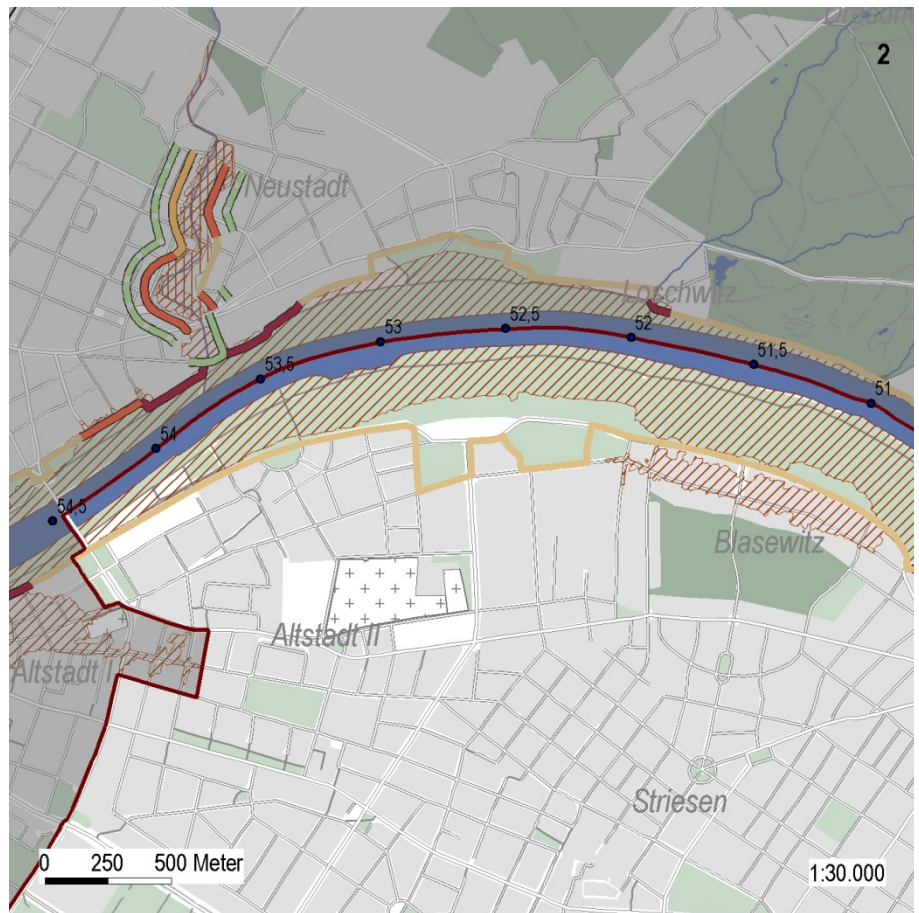 2
Neustadt
Loschwitz
53
52,5
52
53,5
51,5
51
54
54,5
Blasewitz
Altstadt II
Altstadt I
Striesen
0 250 500 Meter
1:30.000